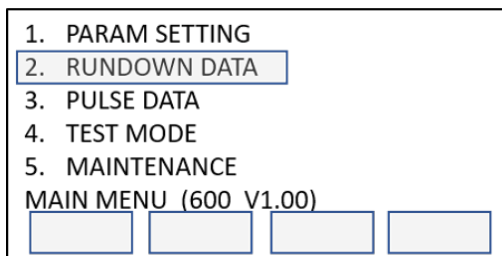 1. PARAM SETTING
2. RUNDOWN DATA
3. PULSE DATA
4. TEST MODE
5. MAINTENANCE
MAIN MENU (600 V1.00)